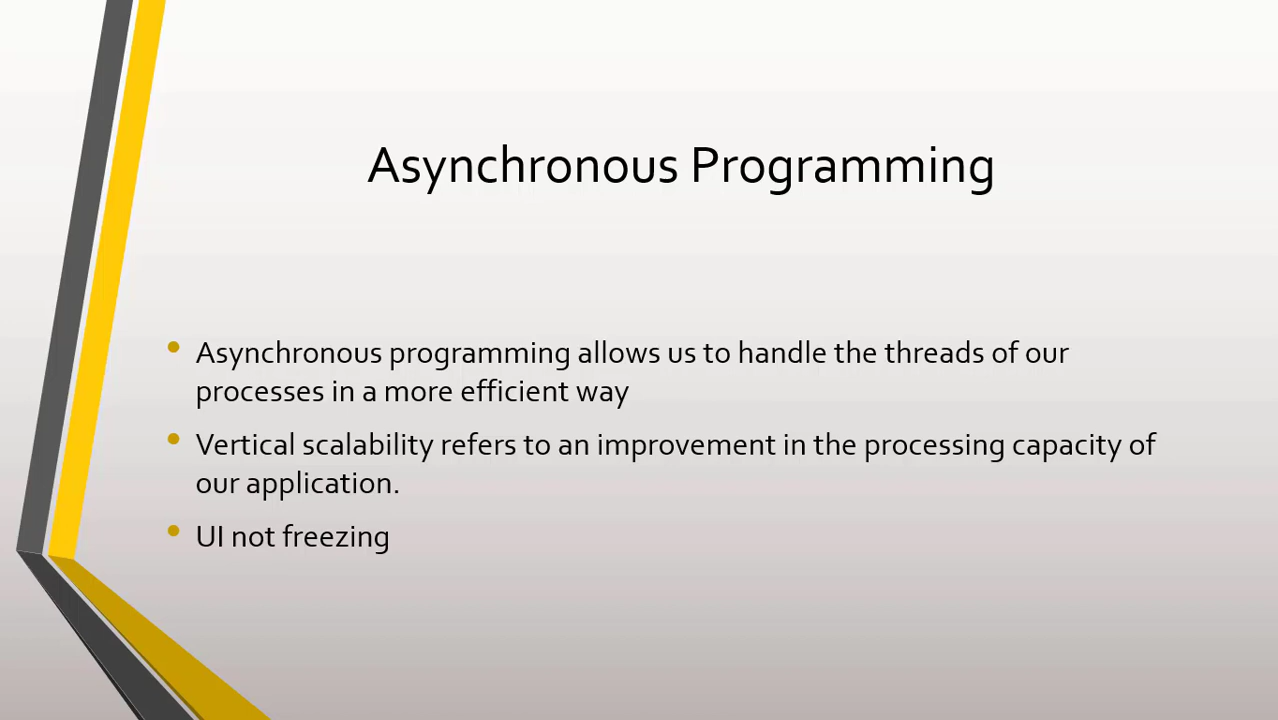 Asynchronous Programming
• Asynchronous programming allows us to handle the threads of our
processes in a more efficient way
• Vertical scalability refers to an improvement in the processing capacity of
our application.
• UI not freezing